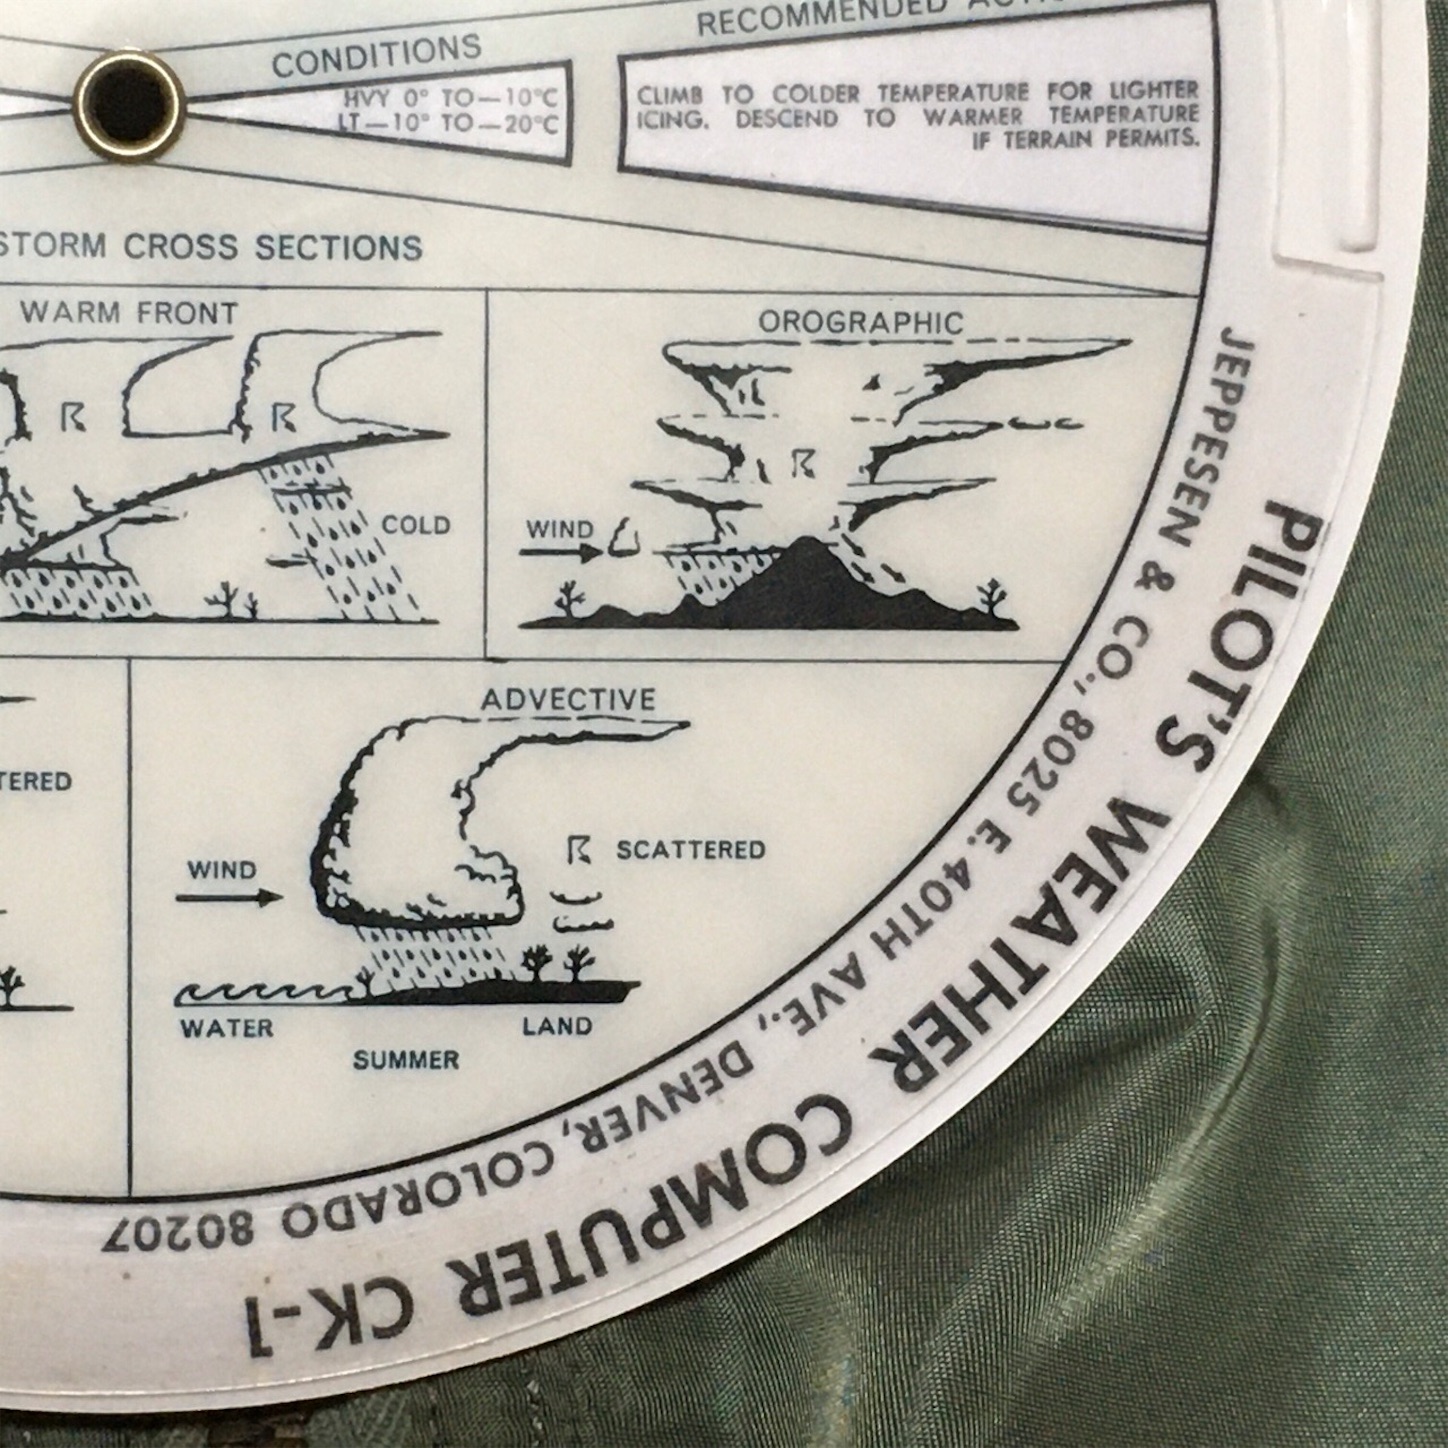 RECOMMENDED
CONDITIONS
HVY 0° TO—10°C
LT—10° TO—20°C
CLIMB TO COLDER TEMPERATURE FOR LIGHTER
ICING. DESCEND TO WARMER TEMPERATURE
IF TERRAIN PERMITS.
STORM CROSS SECTIONS
WARM FRONT
COLD
OROGRAPHIC
WIND
ADVECTIVE
WIND
SCATTERED
WATER
LAND
SUMMER
JEPPESEN & CO., 8025 E. 40TH AVE., DENVER, COLORADO 80207
PILOT'S WEATHER COMPUTER CK-1